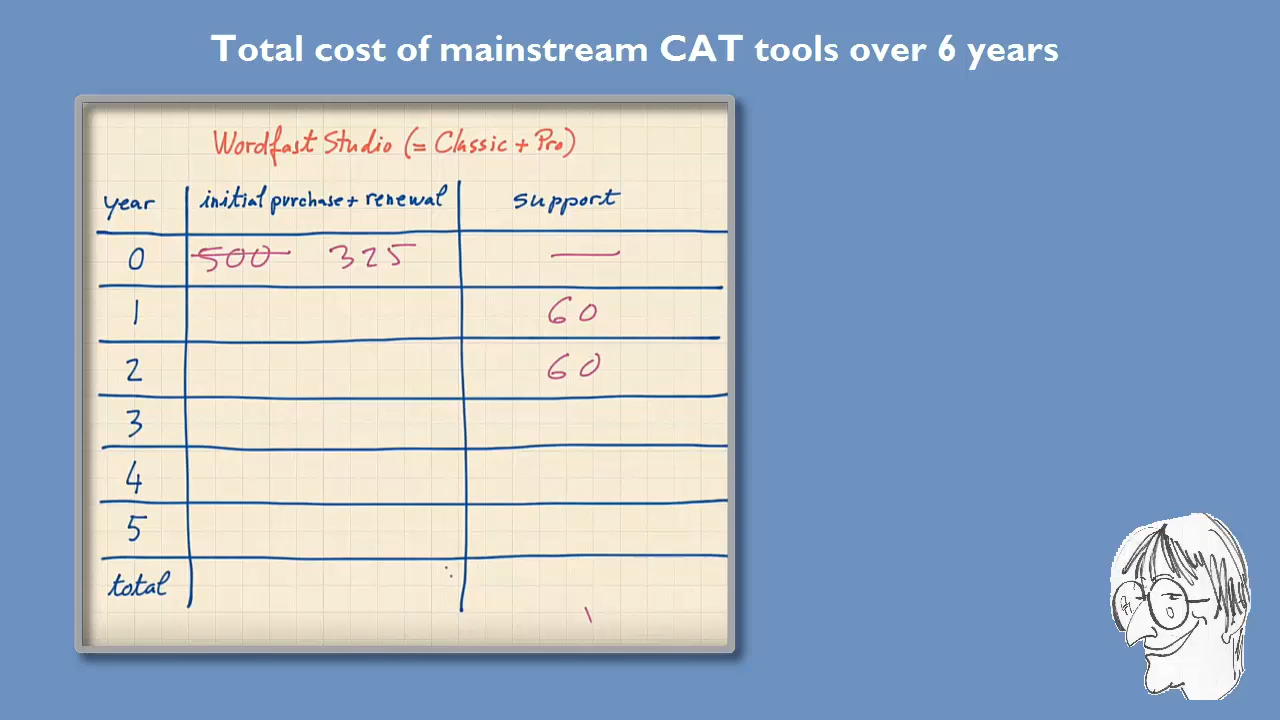 Total cost of mainstream CAT tools over 6 years
Wordfast Studio (= Classic + Pro)
year initial purchase + renewal support
0 500 325 —
1 60
2 60
3
4
5
total